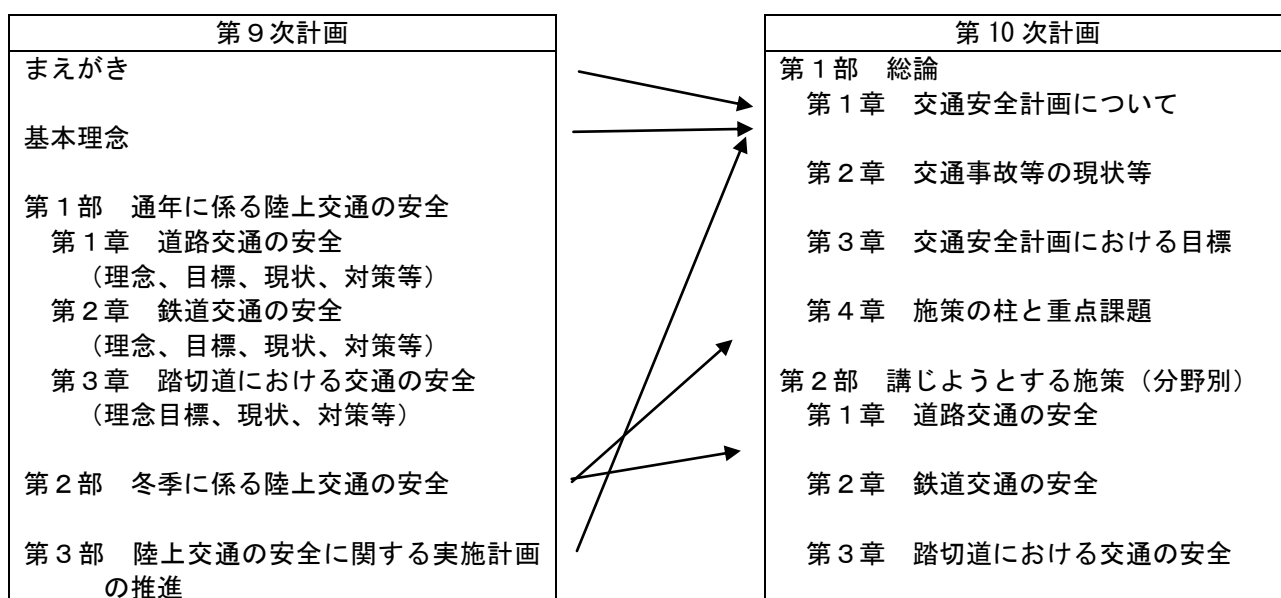 第９次計画
まえがき
基本理念
第１部　通年に係る陸上交通の安全
第１章　道路交通の安全
（理念、目標、現状、対策等）
第２章　鉄道交通の安全
（理念、目標、現状、対策等）
第３章　踏切道における交通の安全
（理念目標、現状、対策等）
第２部　冬季に係る陸上交通の安全
第３部　陸上交通の安全に関する実施計画
の推進
第 10 次計画
第１部　総論
第１章　交通安全計画について
第２章　交通事故等の現状等
第３章　交通安全計画における目標
第４章　施策の柱と重点課題
第２部　講じようとする施策（分野別）
第１章　道路交通の安全
第２章　鉄道交通の安全
第３章　踏切道における交通の安全